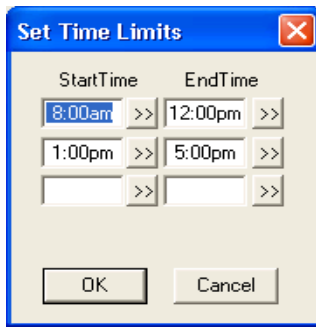 Set Time Limits
StartTime EndTime
8:00am >> 12:00pm >>
1:00pm >> 5:00pm >>
>> >>
OK Cancel